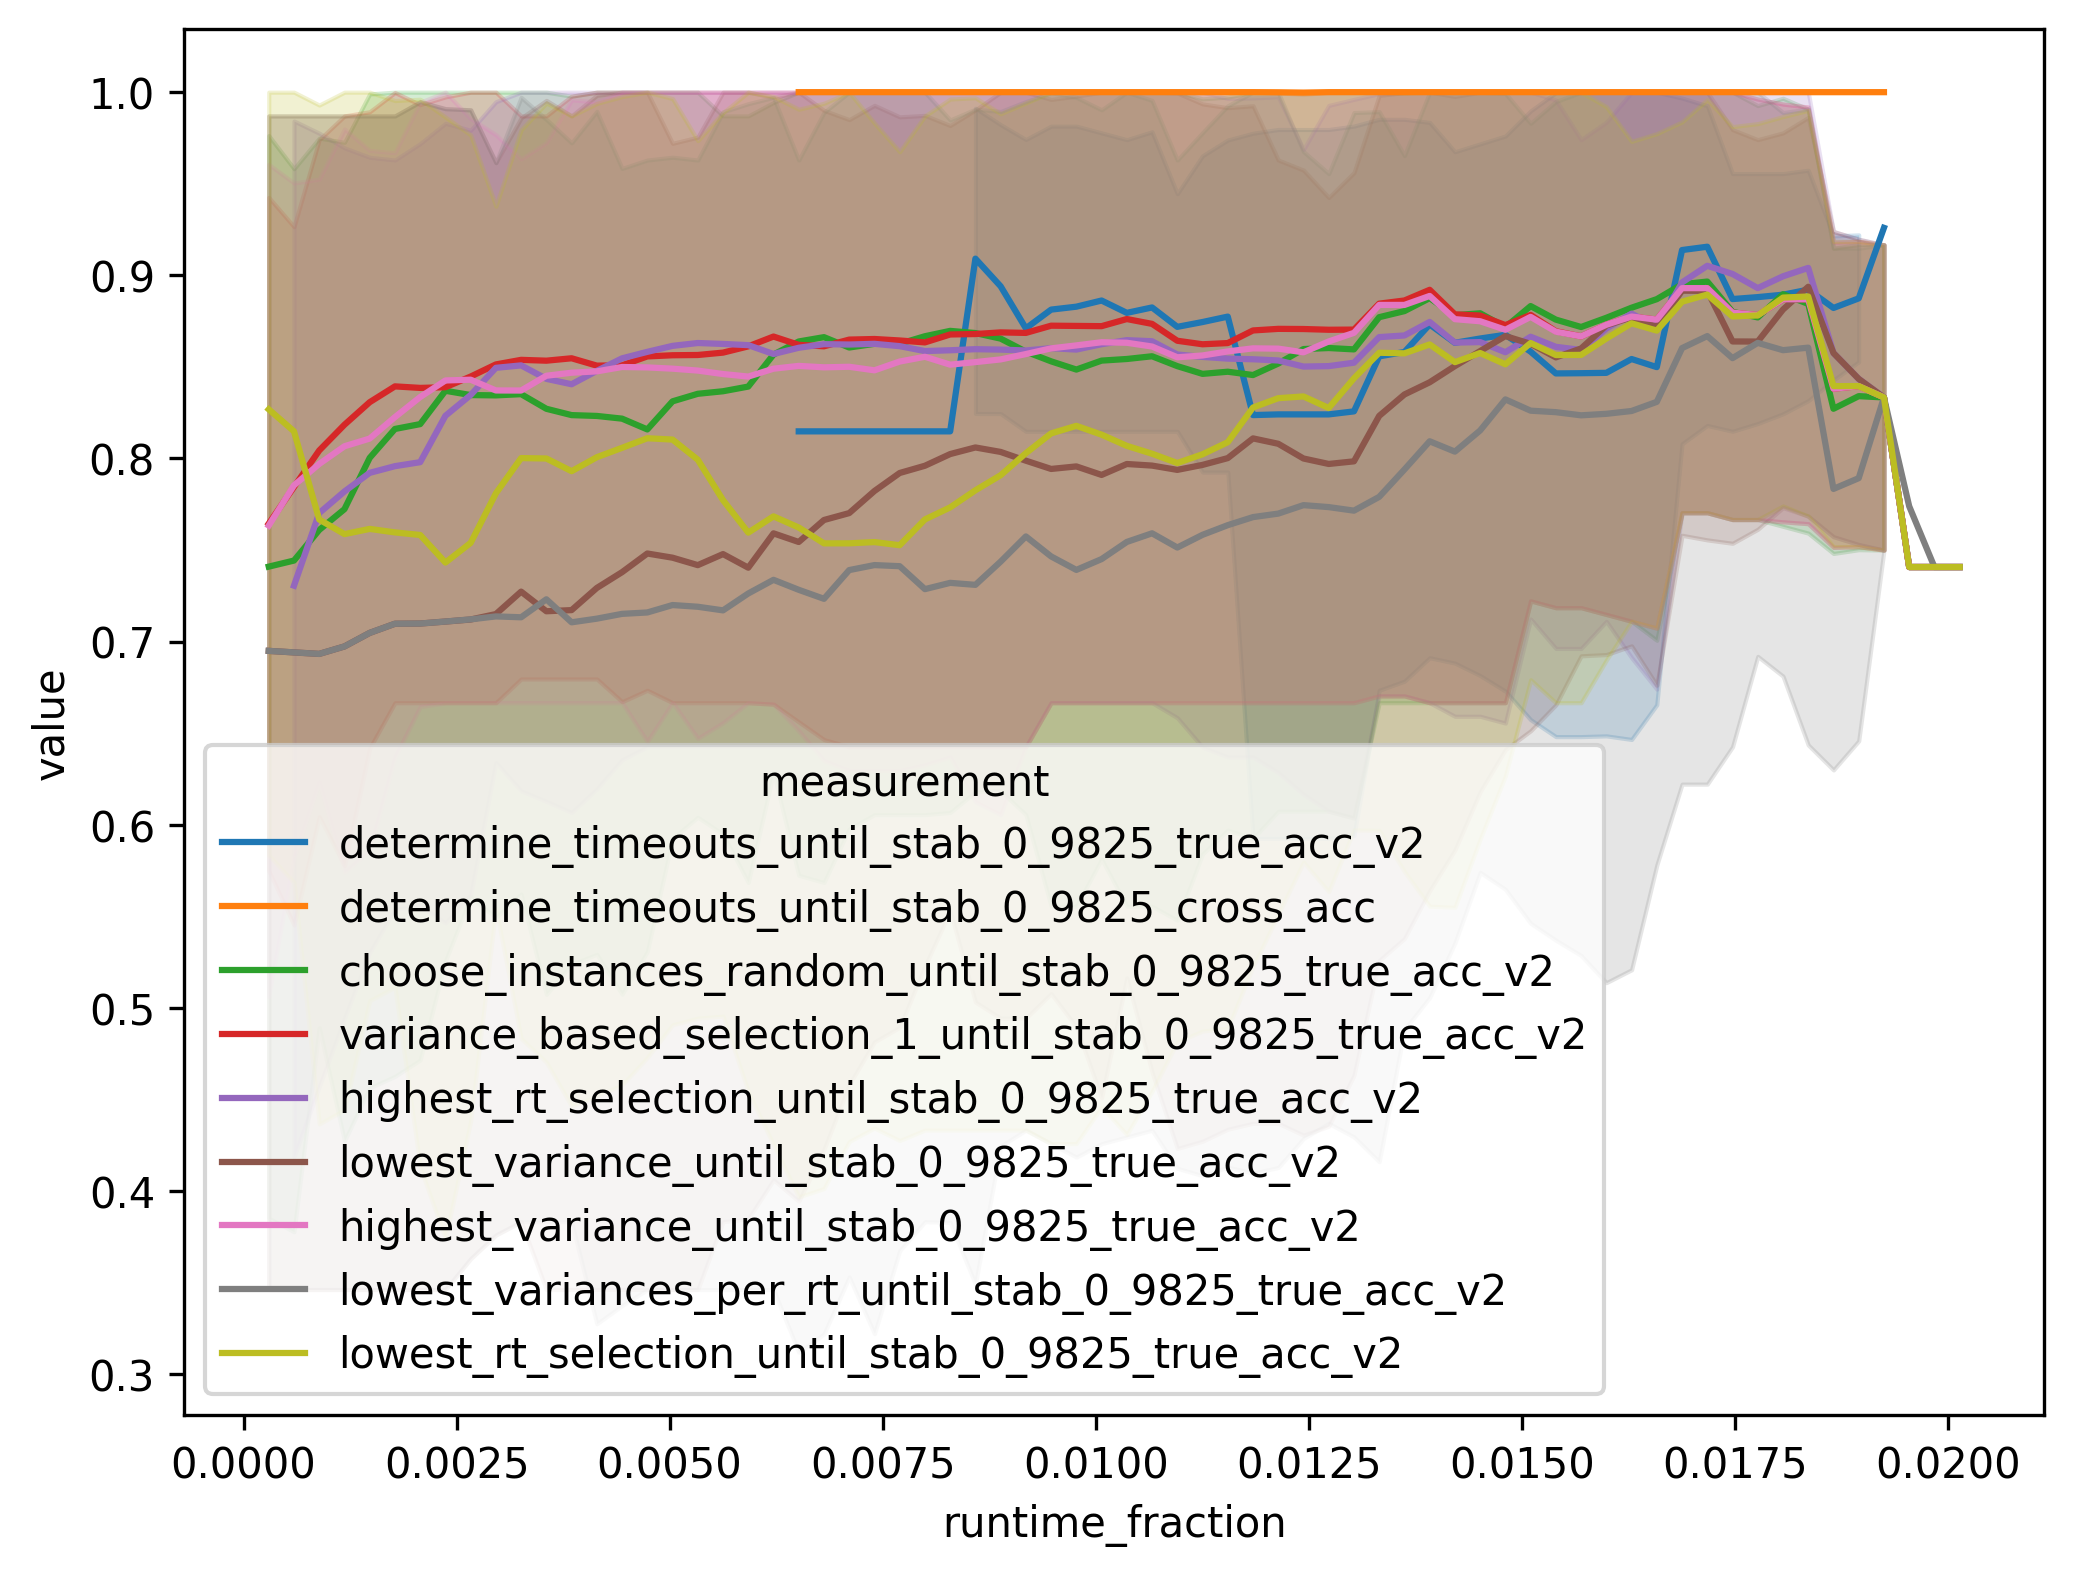 1.0
0.9
0.8
0.7
0.6
0.5
0.4
0.3
value
measurement
determine_timeouts_until_stab_0_9825_true_acc_v2
determine_timeouts_until_stab_0_9825_cross_acc
choose_instances_random_until_stab_0_9825_true_acc_v2
variance_based_selection_1_until_stab_0_9825_true_acc_v2
highest_rt_selection_until_stab_0_9825_true_acc_v2
lowest_variance_until_stab_0_9825_true_acc_v2
highest_variance_until_stab_0_9825_true_acc_v2
lowest_variances_per_rt_until_stab_0_9825_true_acc_v2
lowest_rt_selection_until_stab_0_9825_true_acc_v2
0.0000 0.0025 0.0050 0.0075 0.0100 0.0125 0.0150 0.0175 0.0200
runtime_fraction